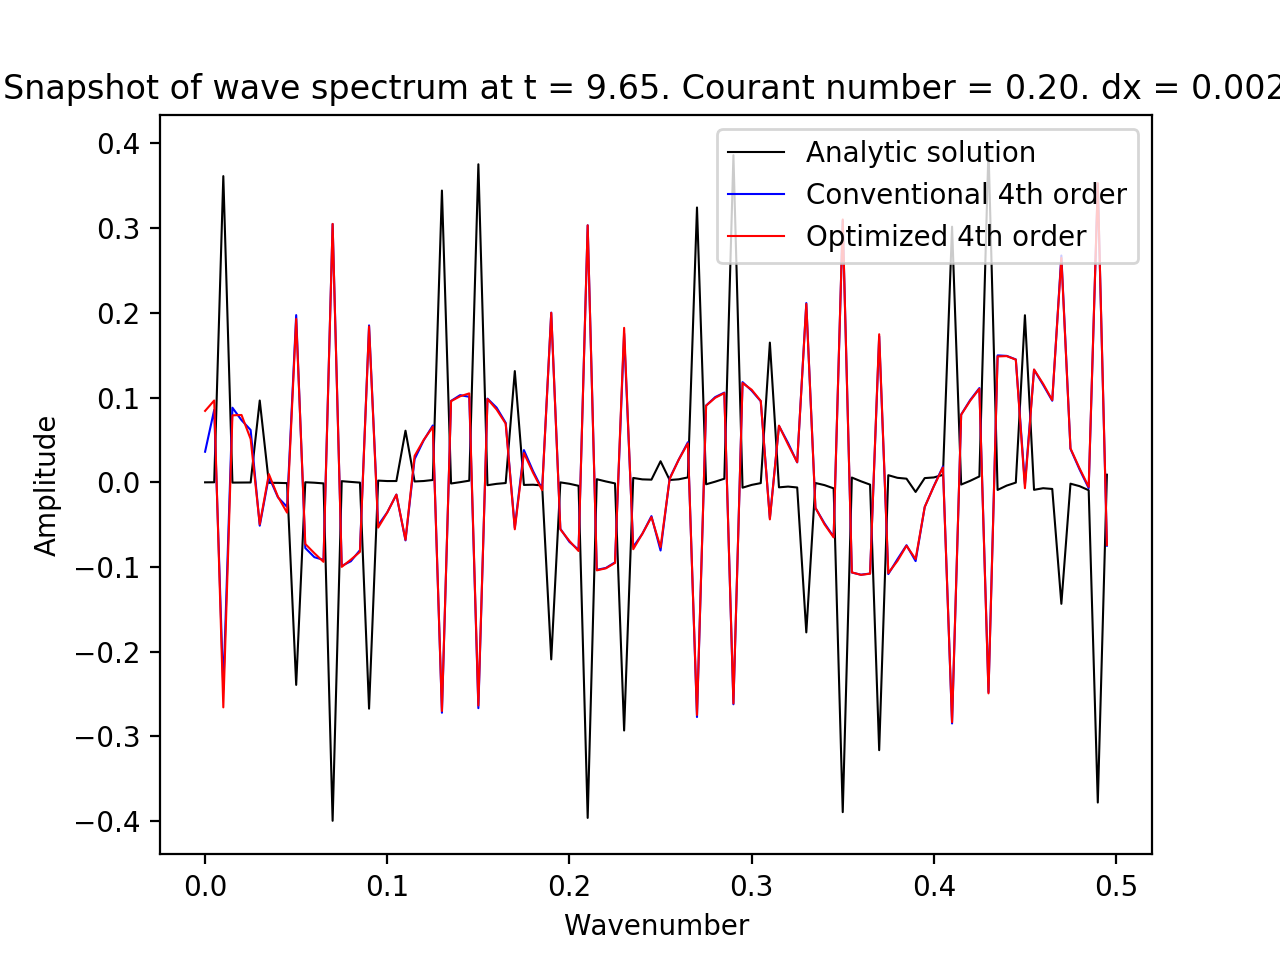 Snapshot of wave spectrum at t = 9.65. Courant number = 0.20. dx = 0.002
Analytic solution
Conventional 4th order
Optimized 4th order
Amplitude
0.4
0.3
0.2
0.1
0.0
−0.1
−0.2
−0.3
−0.4
0.0 0.1 0.2 0.3 0.4 0.5
Wavenumber